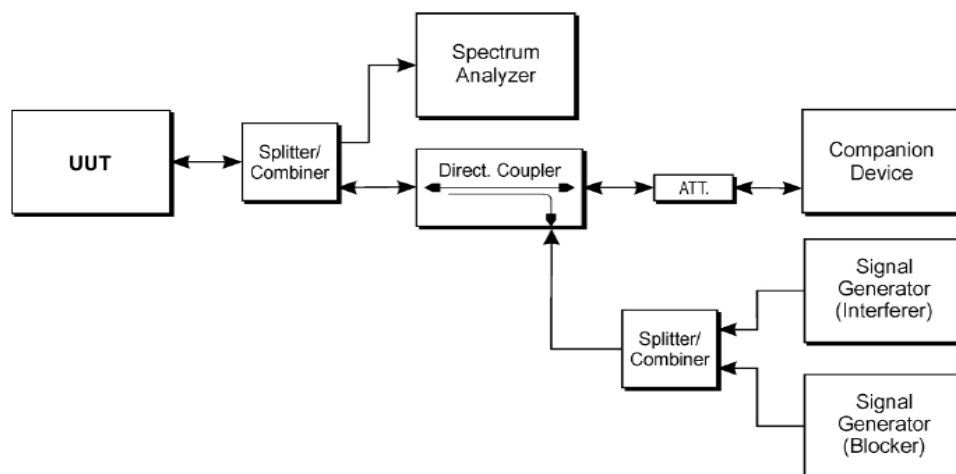 Spectrum
Analyzer
UUT
Splitter/
Combiner
Direct. Coupler
ATT.
Companion
Device
Signal
Generator
(Interferer)
Splitter/
Combiner
Signal
Generator
(Blocker)